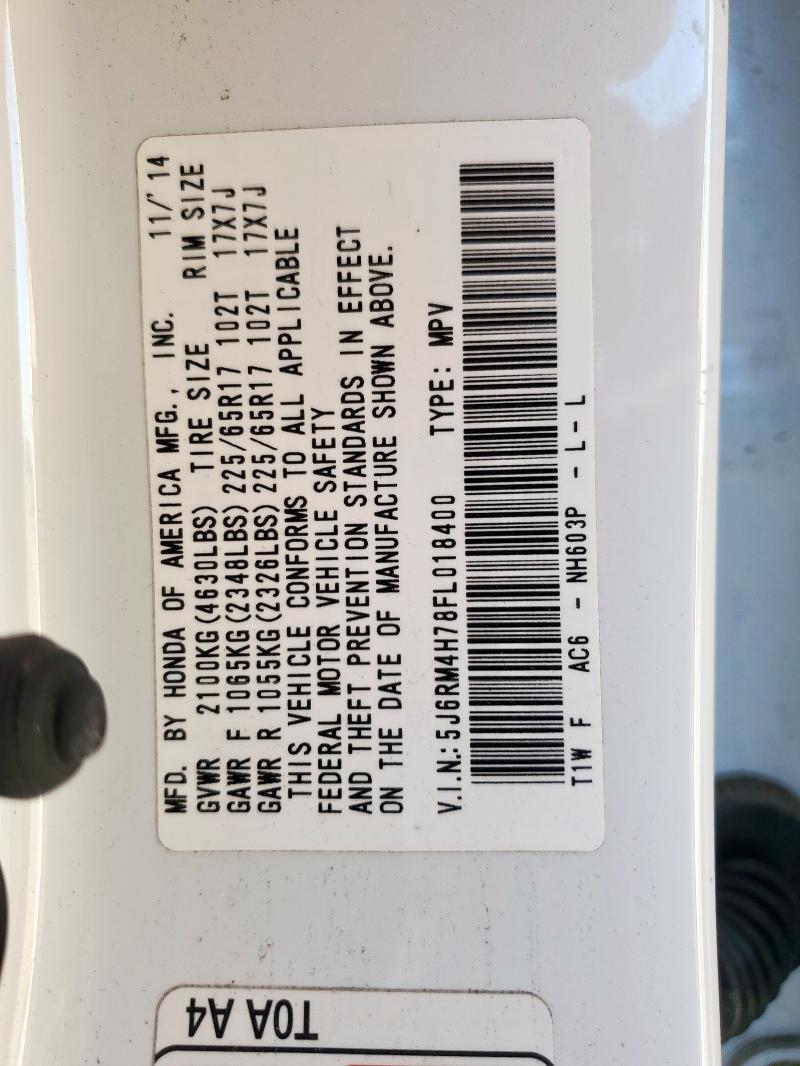 MFD. BY HONDA OF AMERICA MFG., INC. 11/'14
GVWR 2100KG(4630LBS) TIRE SIZE RIM SIZE
GAWR F 1065KG(2348LBS) 225/65R17 102T 17X7J
GAWR R 1055KG(2326LBS) 225/65R17 102T 17X7J
THIS VEHICLE CONFORMS TO ALL APPLICABLE
FEDERAL MOTOR VEHICLE SAFETY
AND THEFT PREVENTION STANDARDS IN EFFECT
ON THE DATE OF MANUFACTURE SHOWN ABOVE.
V.I.N.: 5J6RM4H78FL018400 TYPE: MPV
T1W F AC6 - NH603P - L - L
T0A A4